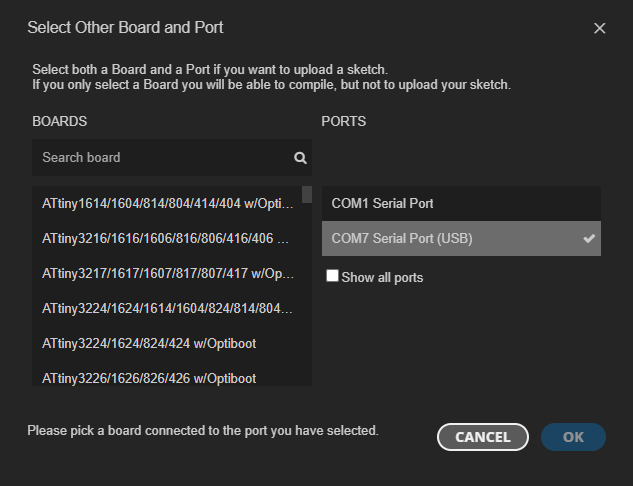 Select Other Board and Port
Select both a Board and a Port if you want to upload a sketch.
If you only select a Board you will be able to compile, but not to upload your sketch.
BOARDS
PORTS
Search board
ATtiny1614/1604/814/804/414/404 w/Opti...
ATtiny3216/1616/1606/816/806/416/406 ...
ATtiny3217/1617/1607/817/807/417 w/Op...
ATtiny3224/1624/1614/1604/824/814/804...
ATtiny3224/1624/824/424 w/Optiboot
ATtiny3226/1626/826/426 w/Optiboot
COM1 Serial Port
COM7 Serial Port (USB)
Show all ports
Please pick a board connected to the port you have selected.
CANCEL
OK